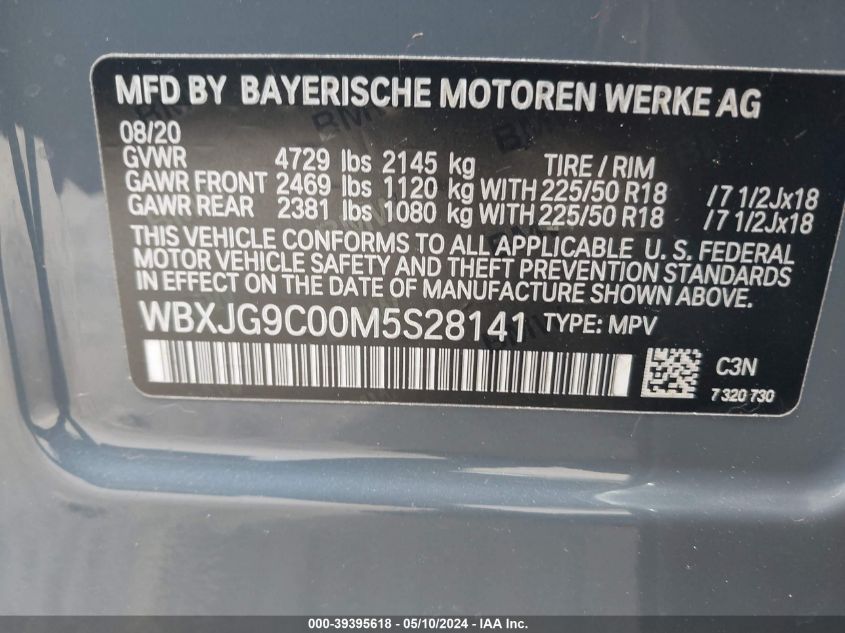 MFD BY BAYERISCHE MOTOREN WERKE AG
08/20
GVWR 4729 lbs 2145 kg TIRE / RIM
GAWR FRONT 2469 lbs 1120 kg WITH 225/50 R18 /7 1/2Jx18
GAWR REAR 2381 lbs 1080 kg WITH 225/50 R18 /7 1/2Jx18
THIS VEHICLE CONFORMS TO ALL APPLICABLE U. S. FEDERAL
MOTOR VEHICLE SAFETY AND THEFT PREVENTION STANDARDS
IN EFFECT ON THE DATE OF MANUFACTURE SHOWN ABOVE.
WBXJG9C00M5S28141 TYPE: MPV
C3N
7 320 730
000-39395618 - 05/10/2024 - IAA Inc.